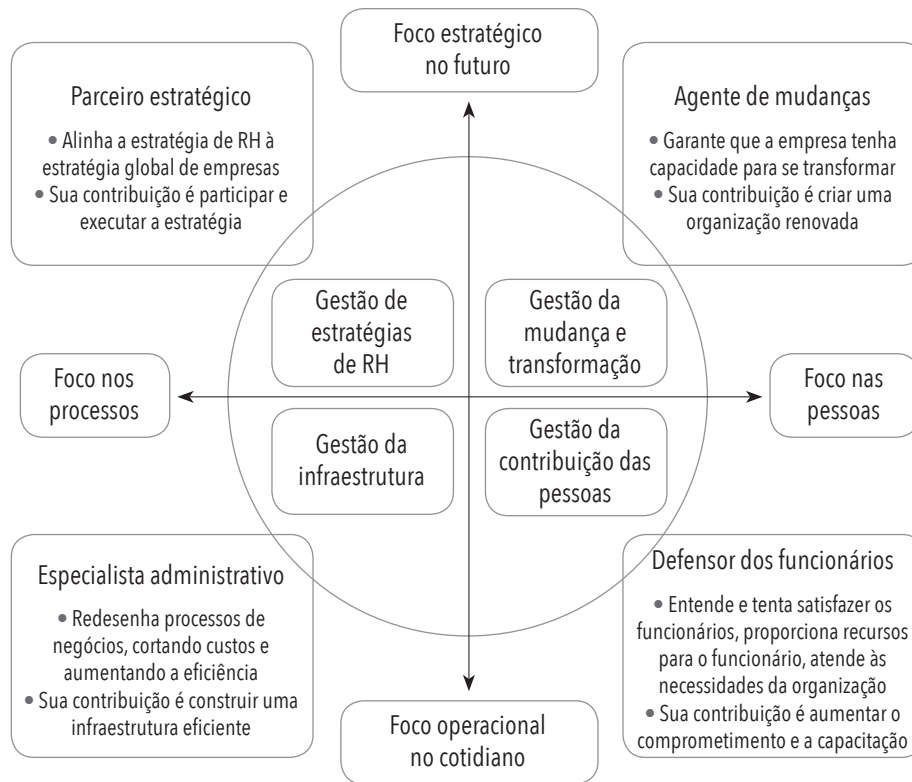 Foco estratégico
no futuro
Parceiro estratégico
• Alinha a estratégia de RH à
estratégia global de empresas
• Sua contribuição é participar e
executar a estratégia
Agente de mudanças
• Garante que a empresa tenha
capacidade para se transformar
• Sua contribuição é criar uma
organização renovada
Gestão de
estratégias
de RH
Gestão da
mudança e
transformação
Foco nos
processos
Foco nas
pessoas
Gestão da
infraestrutura
Gestão da
contribuição das
pessoas
Especialista administrativo
• Redesenha processos de
negócios, cortando custos e
aumentando a eficiência
• Sua contribuição é construir uma
infraestrutura eficiente
Defensor dos funcionários
• Entende e tenta satisfazer os
funcionários, proporciona recursos
para o funcionário, atende às
necessidades da organização
• Sua contribuição é aumentar o
comprometimento e a capacitação
Foco operacional
no cotidiano